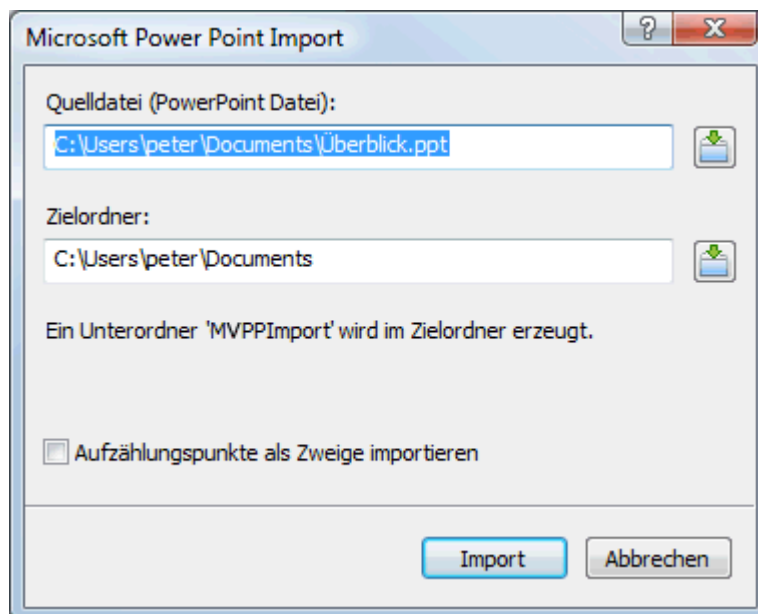 Microsoft Power Point Import
Quelldatei (PowerPoint Datei):
C:\Users\peter\Documents\Überblick.ppt
Zielordner:
C:\Users\peter\Documents
Ein Unterordner 'MVPPImport' wird im Zielordner erzeugt.
Aufzählungspunkte als Zweige importieren
Import
Abbrechen